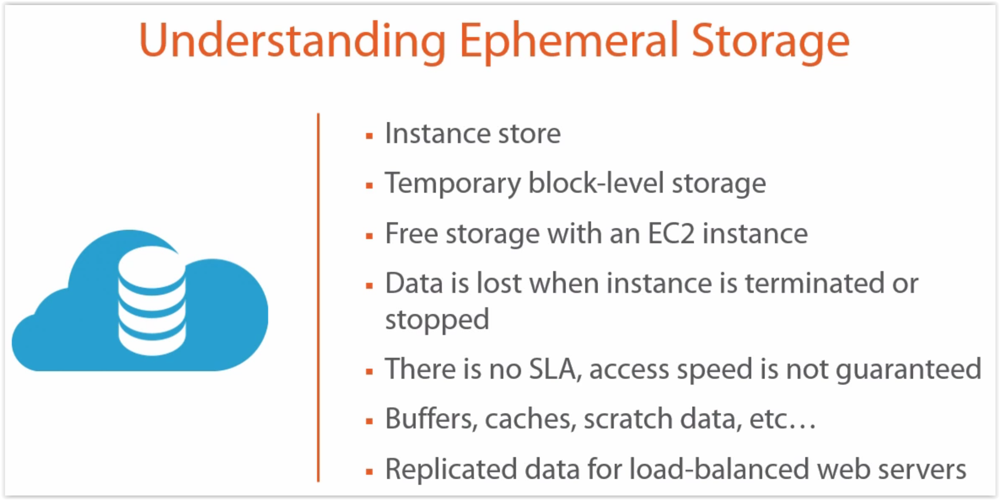 Understanding Ephemeral Storage
▪ Instance store
▪ Temporary block-level storage
▪ Free storage with an EC2 instance
▪ Data is lost when instance is terminated or
stopped
▪ There is no SLA, access speed is not guaranteed
▪ Buffers, caches, scratch data, etc…
▪ Replicated data for load-balanced web servers